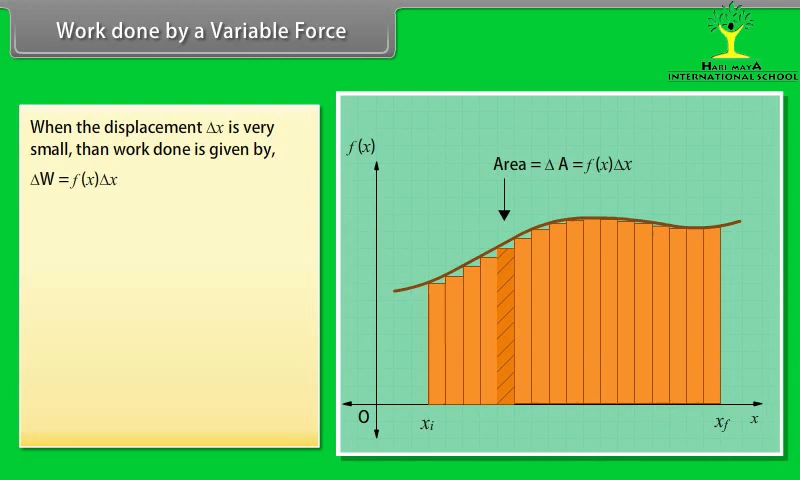 Work done by a Variable Force
HARI MAYA
INTERNATIONAL SCHOOL
When the displacement Δx is very
small, than work done is given by,
ΔW = f(x)Δx
f(x)
Area = Δ A = f(x)Δx
O
xᵢ
x_f
x